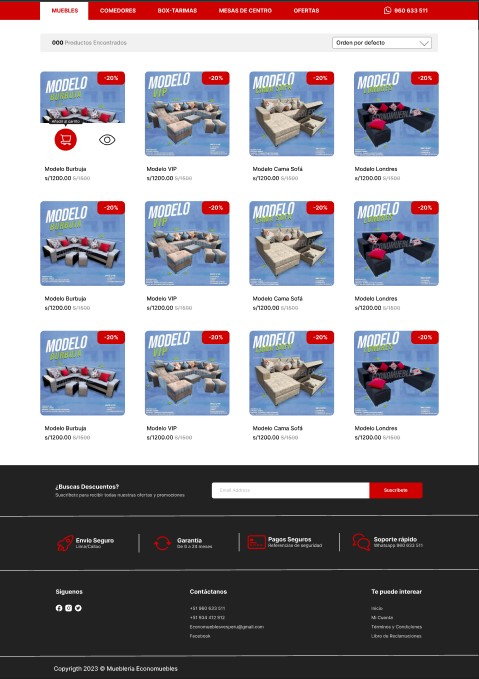 MUEBLES COMEDORES BOX-TARIMAS MESAS DE CENTRO OFERTAS 960 633 511
000 Productos Encontrados Orden por defecto
MODELO BURBUJA -20% MODELO VIP -20% MODELO -20% MODELO -20%
Añadir al carrito
Modelo Burbuja Modelo VIP Modelo Cama Sofá Modelo Londres
s/1200.00 S/1500 s/1200.00 S/1500 s/1200.00 S/1500 s/1200.00 S/1500
MODELO BURBUJA -20% MODELO VIP -20% MODELO -20% MODELO -20%
Modelo Burbuja Modelo VIP Modelo Cama Sofá Modelo Londres
s/1200.00 S/1500 s/1200.00 S/1500 s/1200.00 S/1500 s/1200.00 S/1500
MODELO BURBUJA -20% MODELO VIP -20% MODELO -20% MODELO -20%
Modelo Burbuja Modelo VIP Modelo Cama Sofá Modelo Londres
s/1200.00 S/1500 s/1200.00 S/1500 s/1200.00 S/1500 s/1200.00 S/1500
¿Buscas Descuentos?
Suscríbete para recibir todas nuestras ofertas y promociones
Email Address Suscríbete
Envío Seguro
Lima/Callao
Garantía
De 6 a 24 meses
Pagos Seguros
Referencias de seguridad
Soporte rápido
Whatsapp 960 633 511
Síguenos
Contáctanos
+51 960 633 511
+51 934 412 912
Economueblesvesperu@gmail.com
Facebook
Te puede interear
Inicio
Mi Cuenta
Términos y Condiciones
Libro de Reclamaciones
Copyrigth 2023 © Muebleria Economuebles